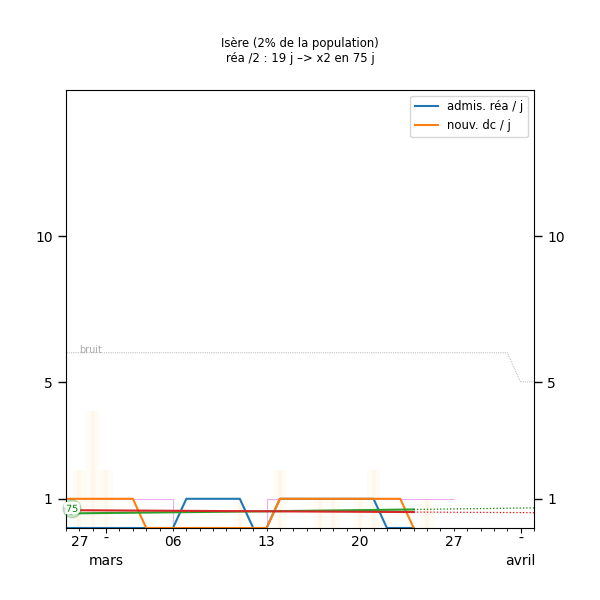 Isère (2% de la population)
réa /2 : 19 j –> x2 en 75 j
admis. réa / j
nouv. dc / j
10 10
bruit
5 5
1 1
75
27 - 06 13 20 27 -
mars avril